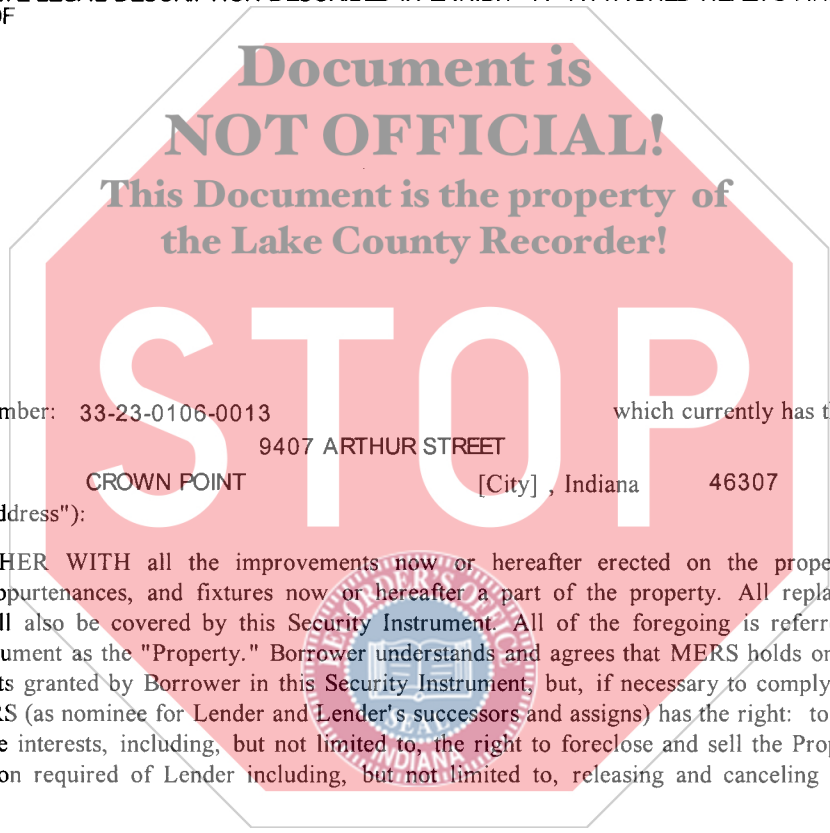 OF
Document is
NOT OFFICIAL!
This Document is the property of
the Lake County Recorder!
STOP
mber: 33-23-0106-0013 which currently has th
9407 ARTHUR STREET
CROWN POINT [City] , Indiana 46307
ddress"):
HER WITH all the improvements now or hereafter erected on the prope
ppurtenances, and fixtures now or hereafter a part of the property. All repla
ll also be covered by this Security Instrument. All of the foregoing is referr
ument as the "Property." Borrower understands and agrees that MERS holds on
ts granted by Borrower in this Security Instrument, but, if necessary to comply
RS (as nominee for Lender and Lender's successors and assigns) has the right: to
e interests, including, but not limited to, the right to foreclose and sell the Prop
on required of Lender including, but not limited to, releasing and canceling
RECORDER'S OFFICE
SEAL
INDIANA